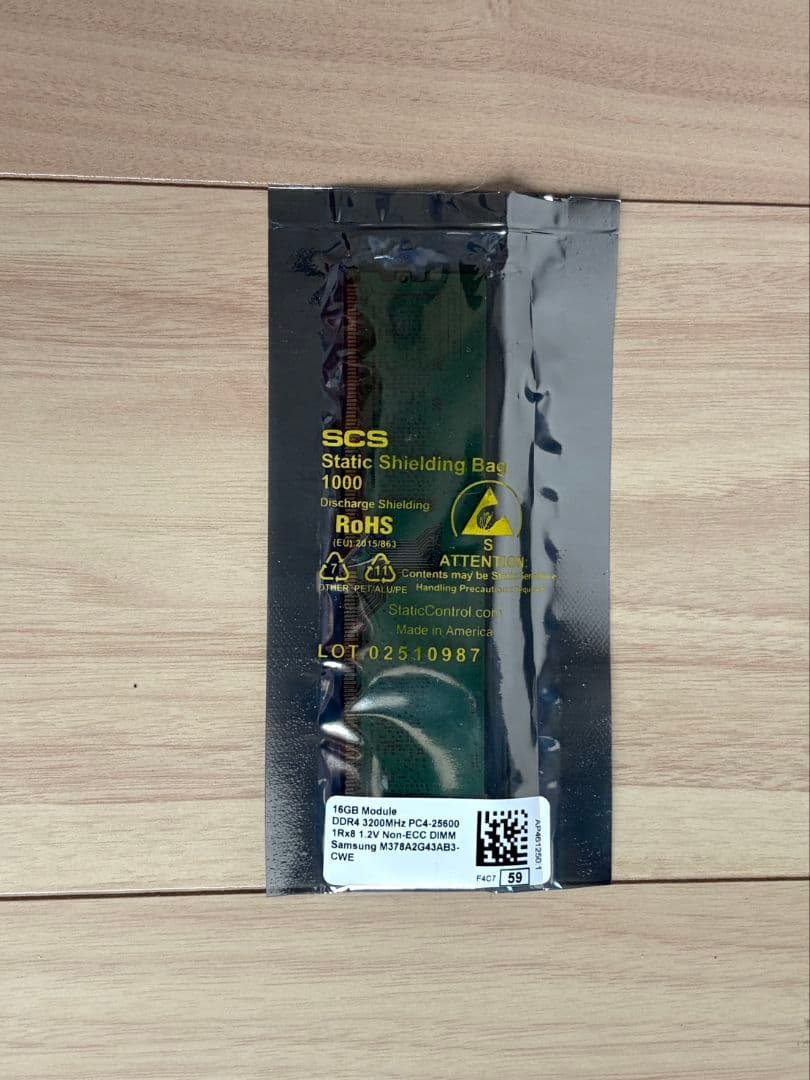 SCS
Static Shielding Bag
1000
Discharge Shielding
RoHS
(EU) 2015/863
S
ATTENTION:
7
11
Contents may be Static Sensitive
OTHER PET/ALU/PE
Handling Precautions Required
StaticControl.com
Made in America
LOT 02510987
16GB Module
DDR4 3200MHz PC4-25600
1Rx8 1.2V Non-ECC DIMM
Samsung M378A2G43AB3-
CWE
AP461250:1
F4C7 59